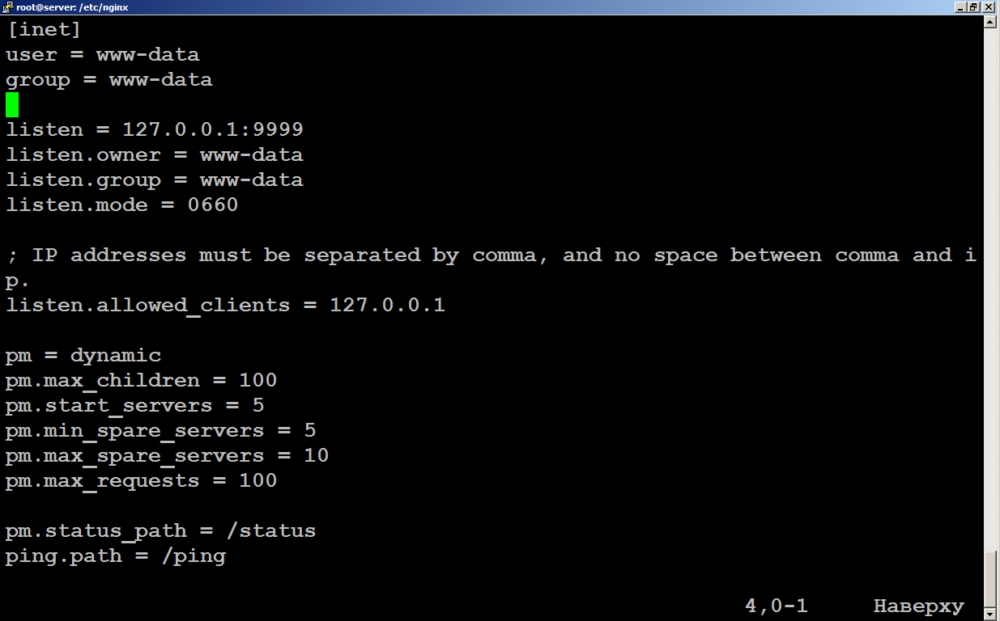 root@server: /etc/nginx
[inet]
user = www-data
group = www-data
listen = 127.0.0.1:9999
listen.owner = www-data
listen.group = www-data
listen.mode = 0660
; IP addresses must be separated by comma, and no space between comma and i
p.
listen.allowed_clients = 127.0.0.1
pm = dynamic
pm.max_children = 100
pm.start_servers = 5
pm.min_spare_servers = 5
pm.max_spare_servers = 10
pm.max_requests = 100
pm.status_path = /status
ping.path = /ping
4,0-1 Наверху